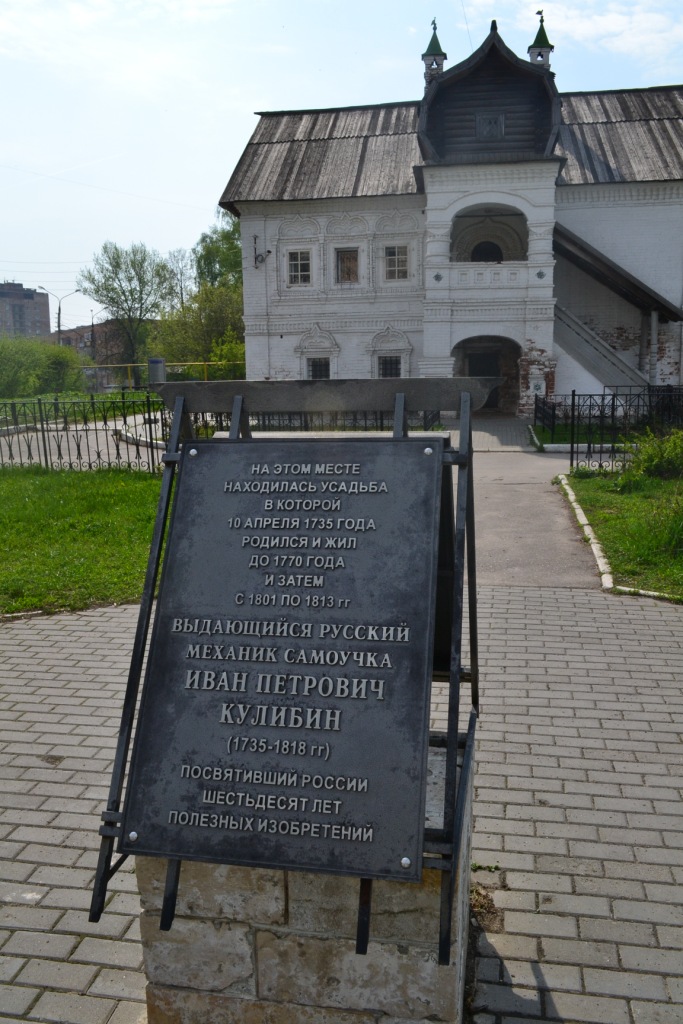 НА ЭТОМ МЕСТЕ
НАХОДИЛАСЬ УСАДЬБА
В КОТОРОЙ
10 АПРЕЛЯ 1735 ГОДА
РОДИЛСЯ И ЖИЛ
ДО 1770 ГОДА
И ЗАТЕМ
С 1801 ПО 1813 гг
ВЫДАЮЩИЙСЯ РУССКИЙ
МЕХАНИК САМОУЧКА
ИВАН ПЕТРОВИЧ
КУЛИБИН
(1735-1818 гг)
ПОСВЯТИВШИЙ РОССИИ
ШЕСТЬДЕСЯТ ЛЕТ
ПОЛЕЗНЫХ ИЗОБРЕТЕНИЙ